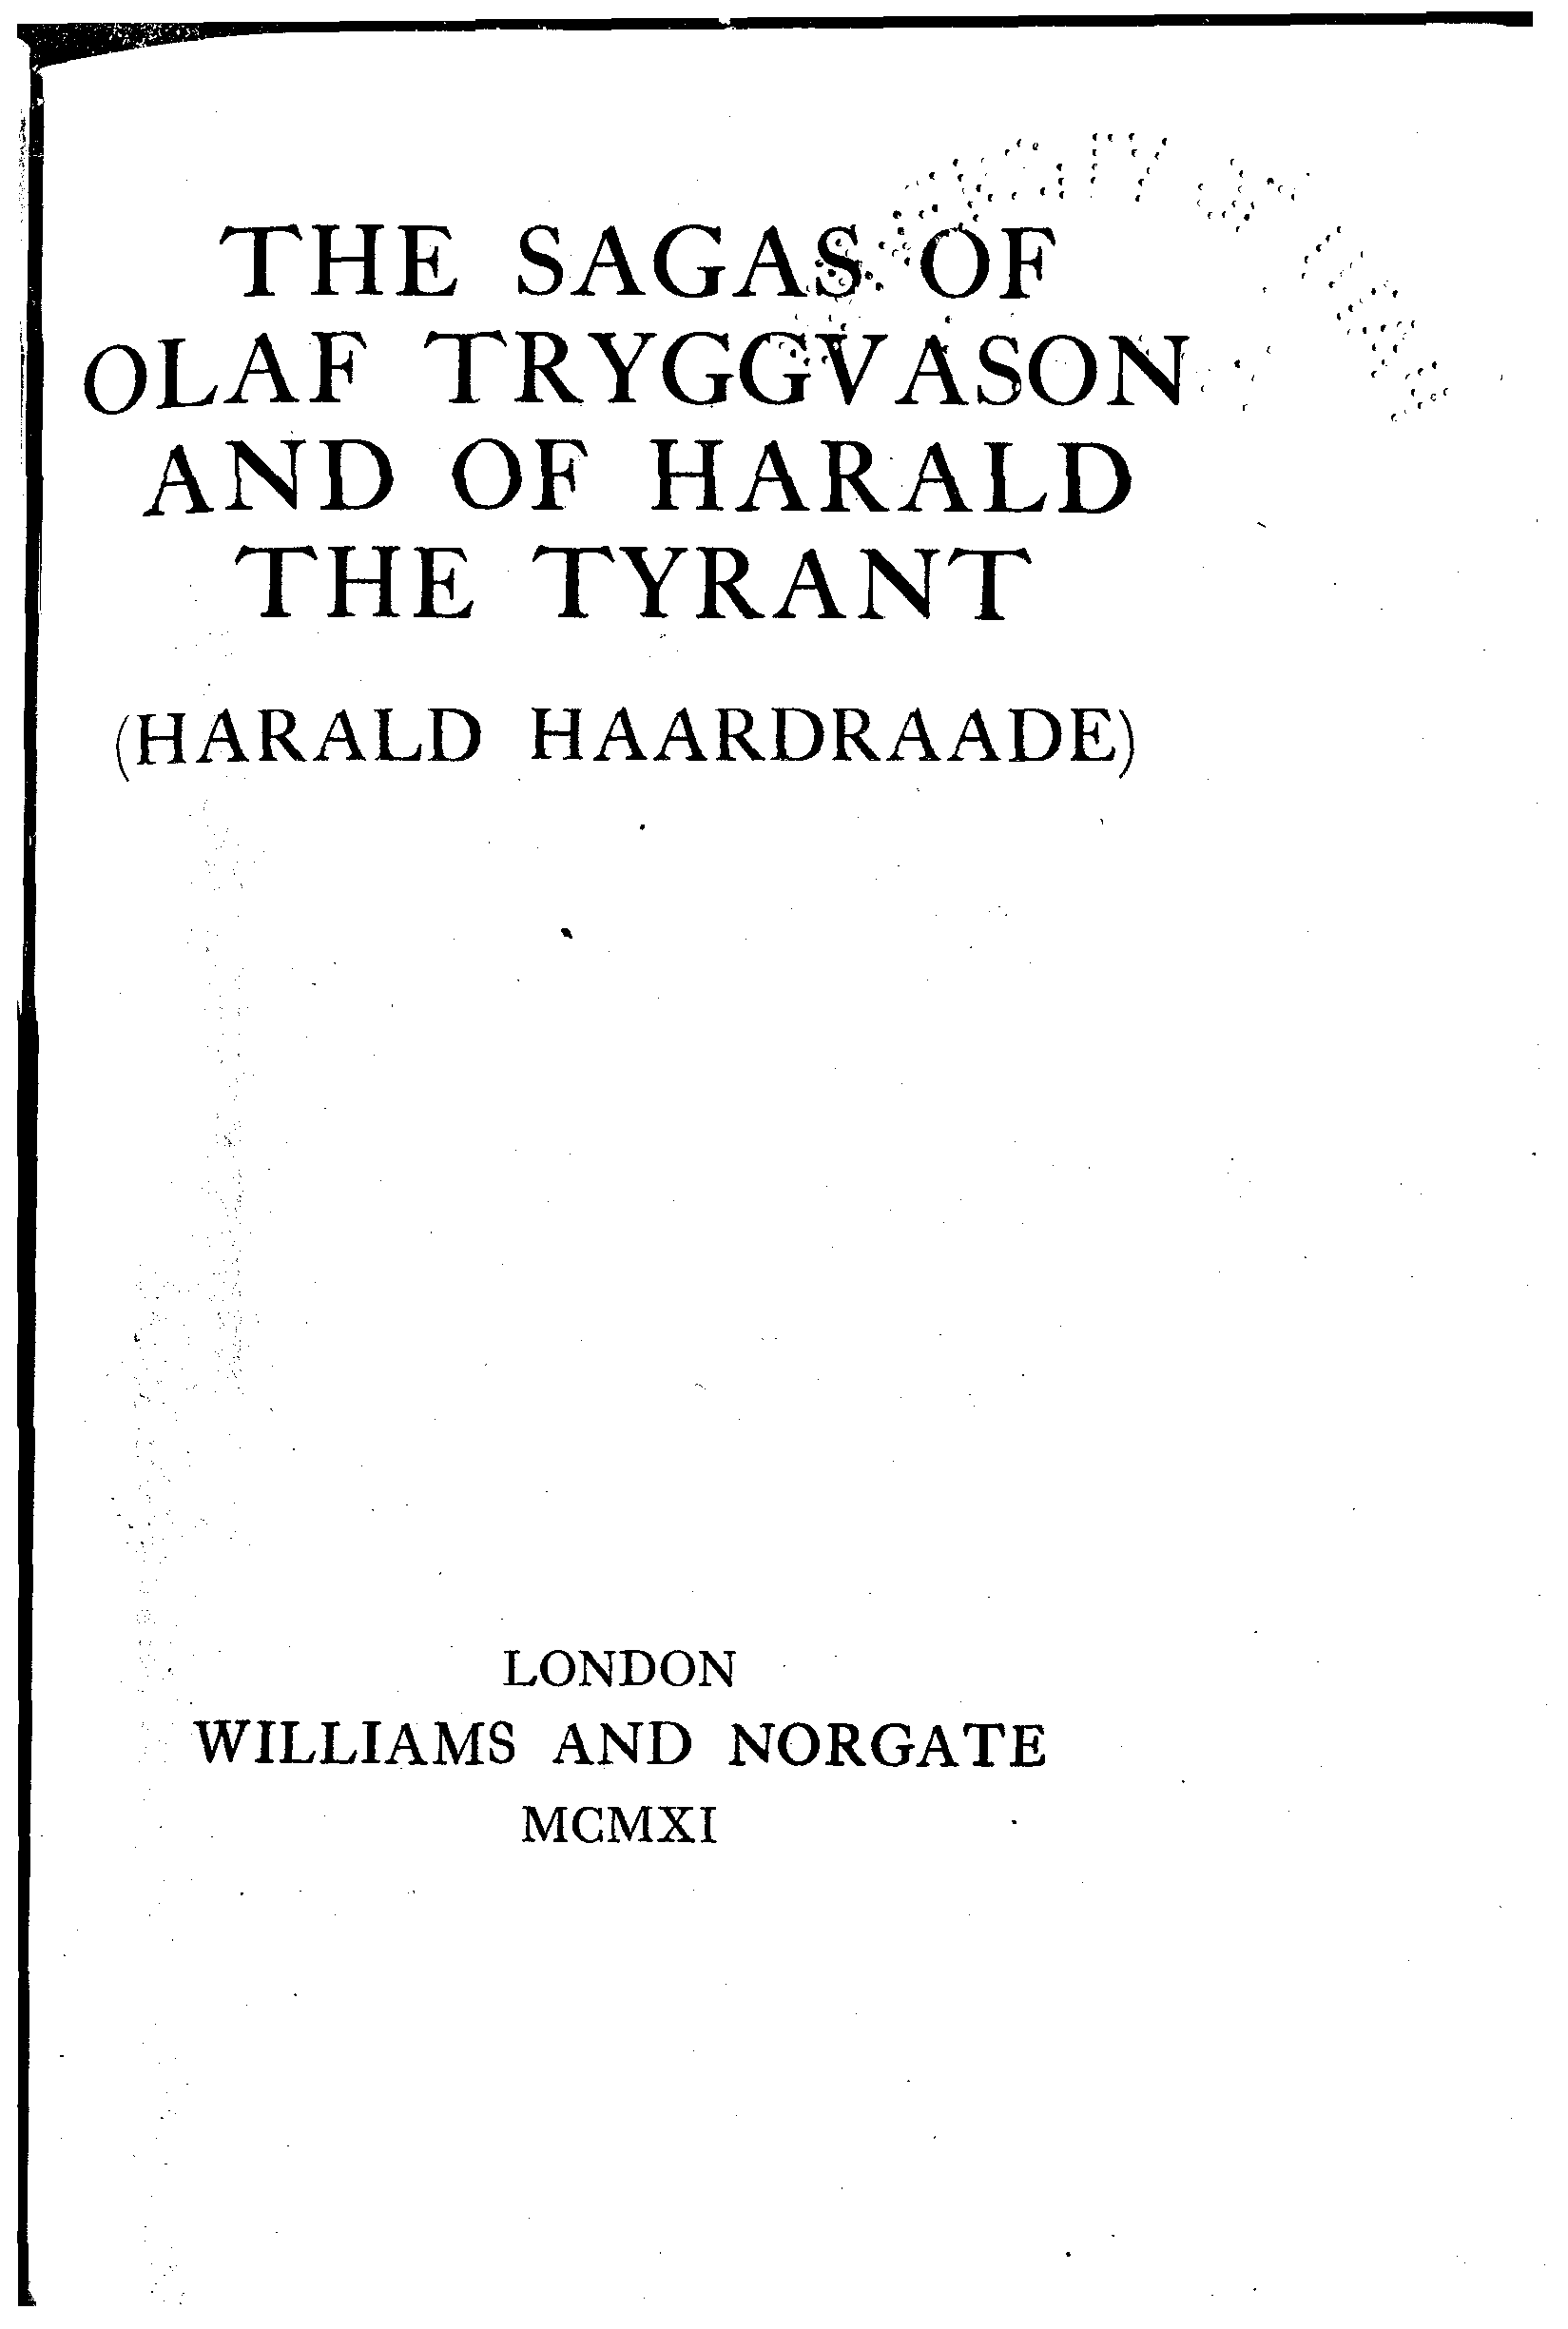 THE SAGAS OF
OLAF TRYGGVASON
AND OF HARALD
THE TYRANT
(HARALD HAARDRAADE)
LONDON
WILLIAMS AND NORGATE
MCMXI